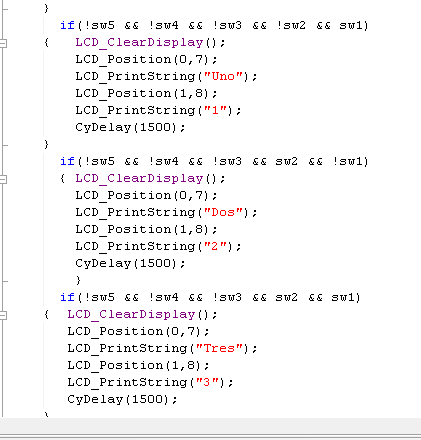 }
if(!sw5 && !sw4 && !sw3 && !sw2 && sw1)
{ LCD_ClearDisplay();
LCD_Position(0,7);
LCD_PrintString("Uno");
LCD_Position(1,8);
LCD_PrintString("1");
CyDelay(1500);
}
if(!sw5 && !sw4 && !sw3 && sw2 && !sw1)
{ LCD_ClearDisplay();
LCD_Position(0,7);
LCD_PrintString("Dos");
LCD_Position(1,8);
LCD_PrintString("2");
CyDelay(1500);
}
if(!sw5 && !sw4 && !sw3 && sw2 && sw1)
{ LCD_ClearDisplay();
LCD_Position(0,7);
LCD_PrintString("Tres");
LCD_Position(1,8);
LCD_PrintString("3");
CyDelay(1500);
}